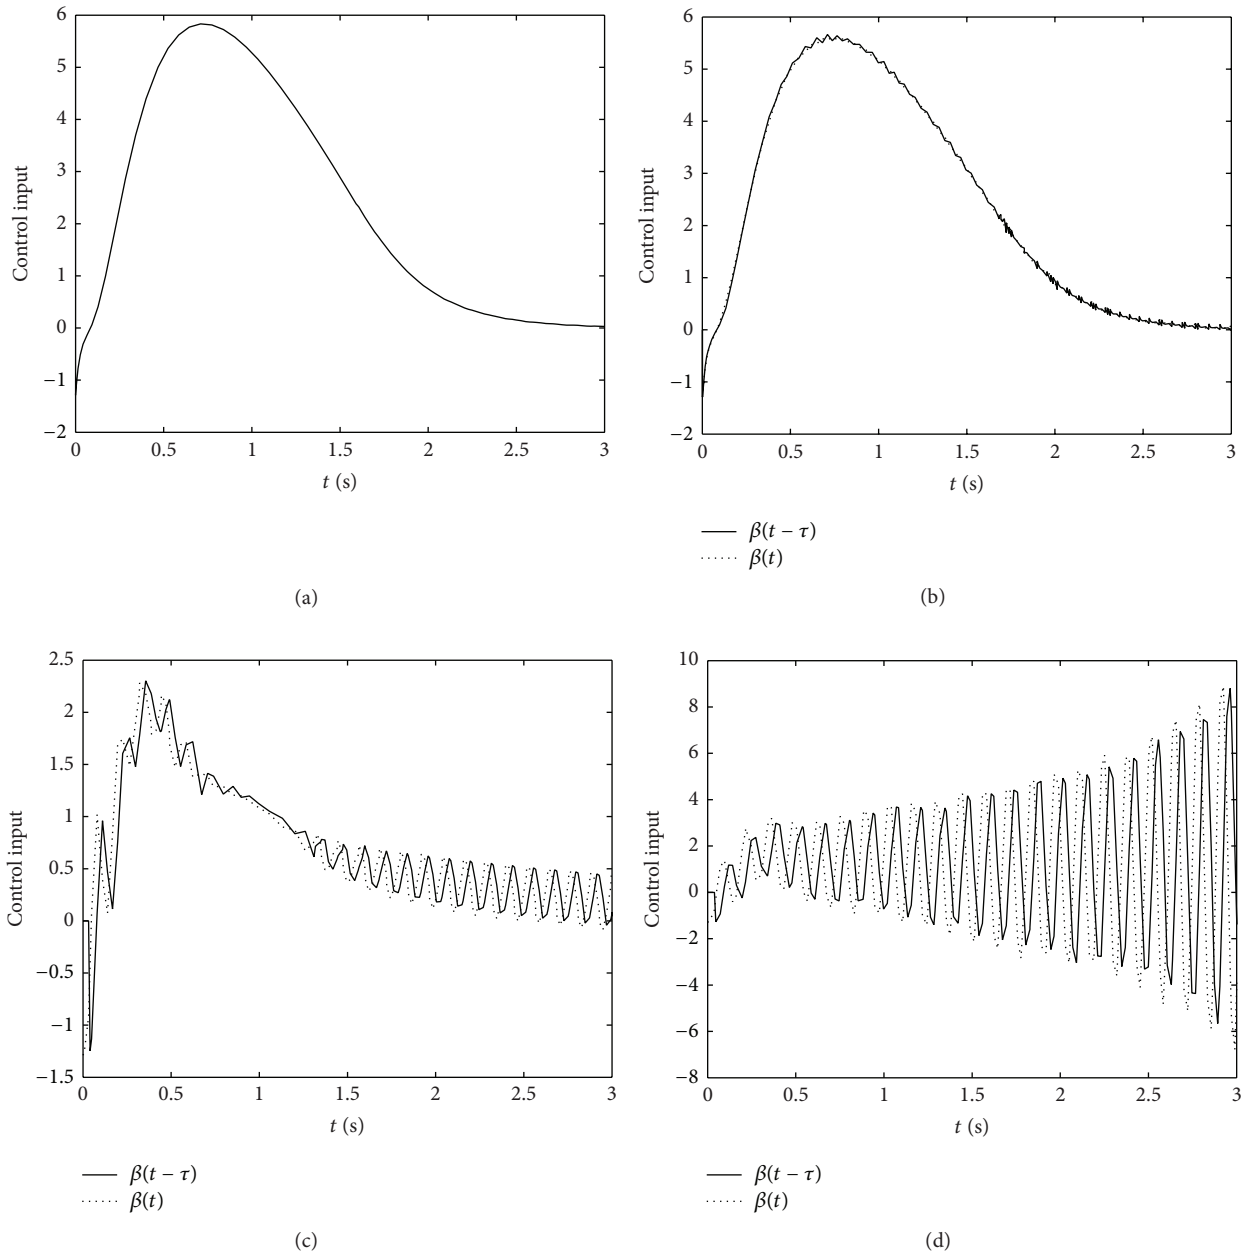 6
5
4
3
2
1
0
−1
−2
Control input
0 0.5 1 1.5 2 2.5 3
t (s)
(a)
6
5
4
3
2
1
0
−1
−2
Control input
0 0.5 1 1.5 2 2.5 3
t (s)
β(t − τ)
β(t)
(b)
2.5
2
1.5
1
0.5
0
−0.5
−1
−1.5
Control input
0 0.5 1 1.5 2 2.5 3
t (s)
β(t − τ)
β(t)
(c)
10
8
6
4
2
0
−2
−4
−6
−8
Control input
0 0.5 1 1.5 2 2.5 3
t (s)
β(t − τ)
β(t)
(d)